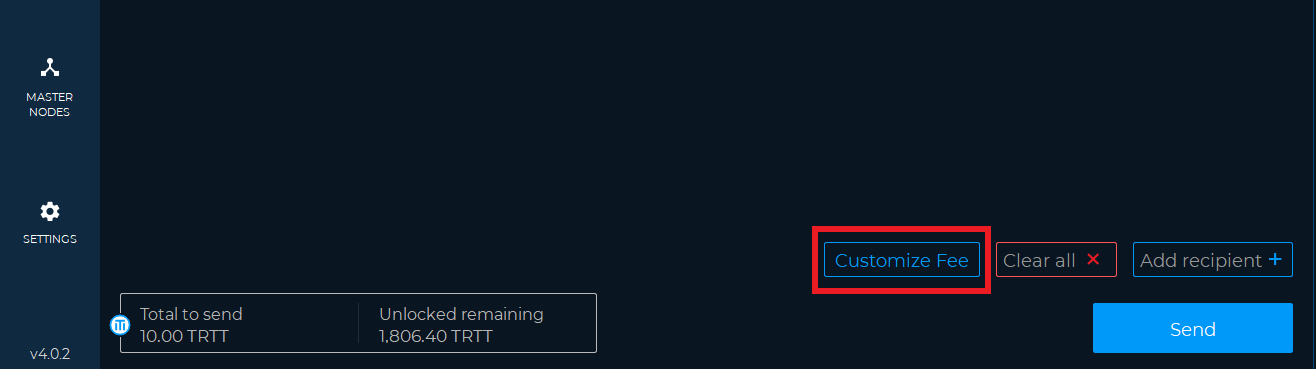 MASTER
NODES
SETTINGS
Customize Fee
Clear all
Add recipient +
Total to send
10.00 TRTT
Unlocked remaining
1,806.40 TRTT
Send
v4.0.2